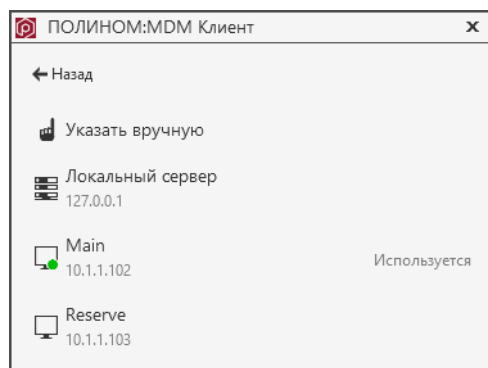 ПОЛИНОМ:MDM Клиент
Назад
Указать вручную
Локальный сервер
127.0.0.1
Main
10.1.1.102
Используется
Reserve
10.1.1.103